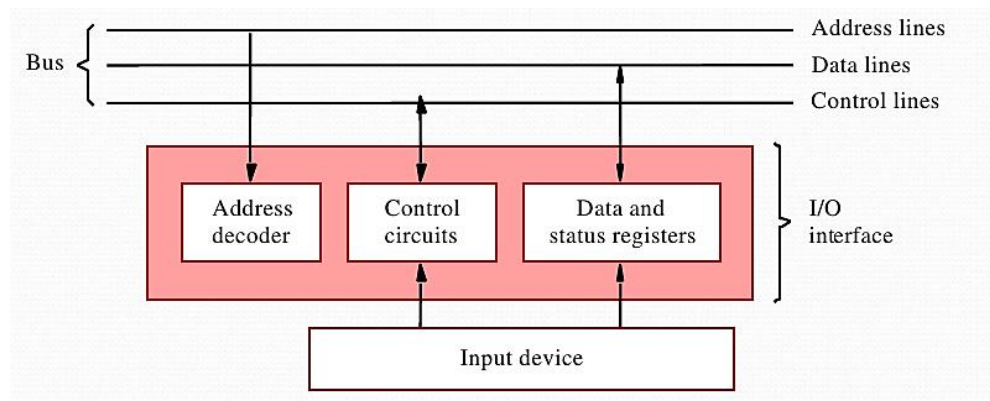 Address lines
Bus
Data lines
Control lines
Address
decoder
Control
circuits
Data and
status registers
I/O
interface
Input device